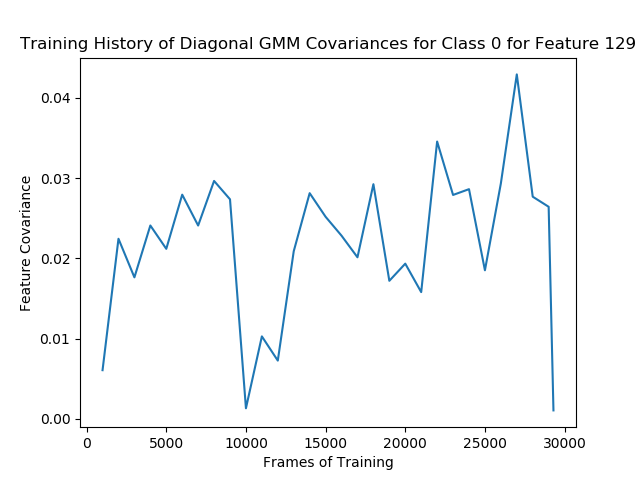 Training History of Diagonal GMM Covariances for Class 0 for Feature 129
Feature Covariance
0.04
0.03
0.02
0.01
0.00
0 5000 10000 15000 20000 25000 30000
Frames of Training